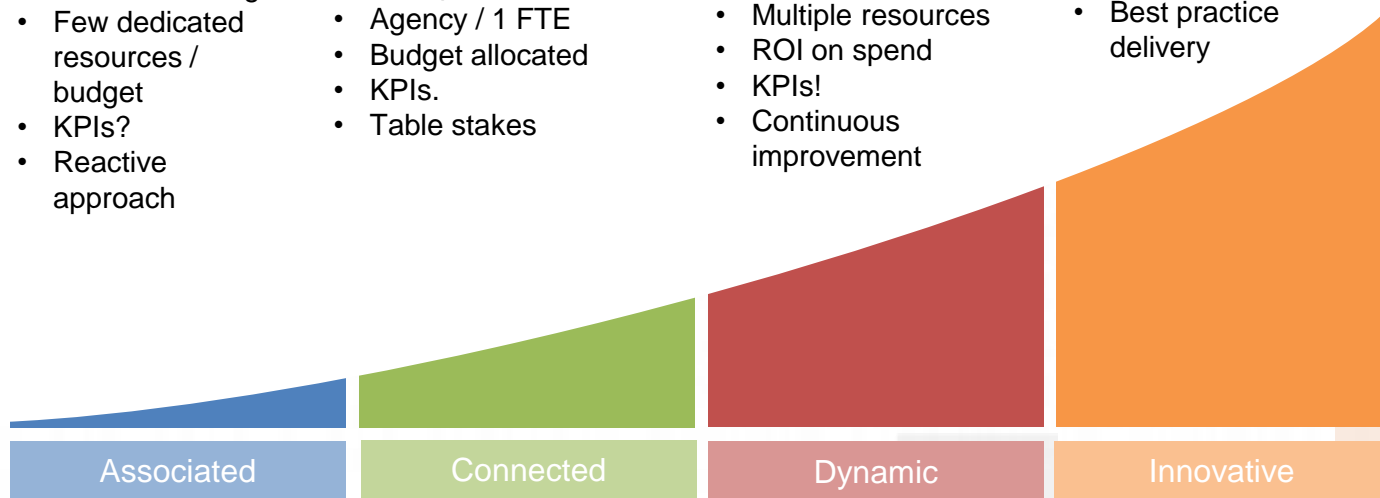 • Few dedicated
resources /
budget
• KPIs?
• Reactive
approach
• Agency / 1 FTE
• Budget allocated
• KPIs.
• Table stakes
• Multiple resources
• ROI on spend
• KPIs!
• Continuous
improvement
• Best practice
delivery
Associated
Connected
Dynamic
Innovative